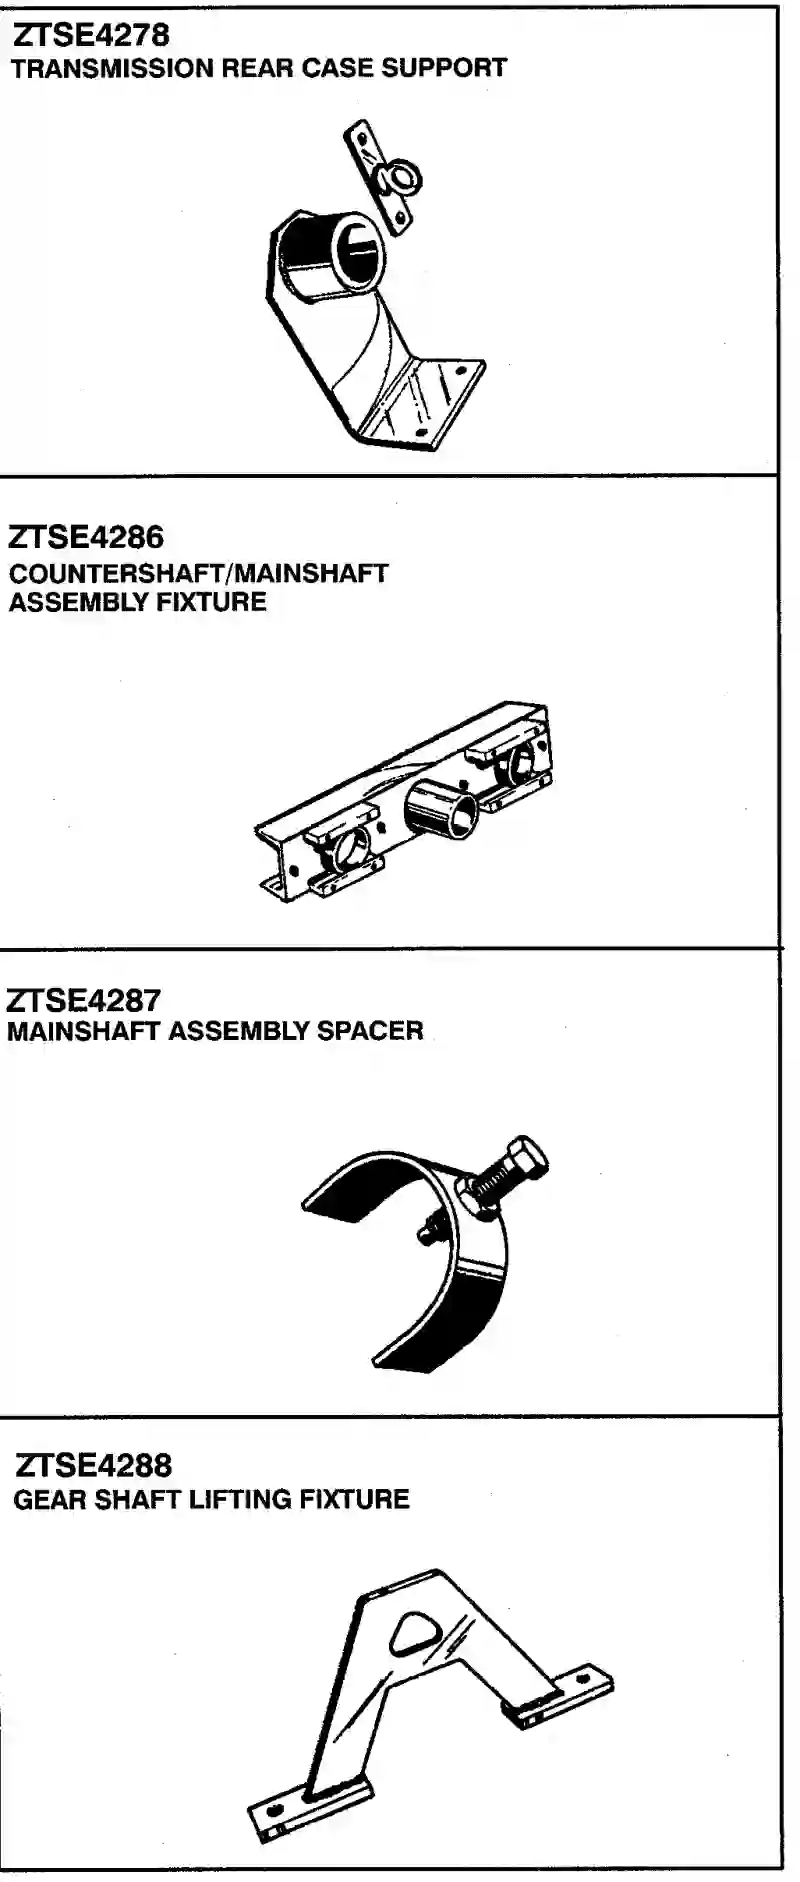 ZTSE4278
TRANSMISSION REAR CASE SUPPORT
ZTSE4286
COUNTERSHAFT/MAINSHAFT
ASSEMBLY FIXTURE
ZTSE4287
MAINSHAFT ASSEMBLY SPACER
ZTSE4288
GEAR SHAFT LIFTING FIXTURE